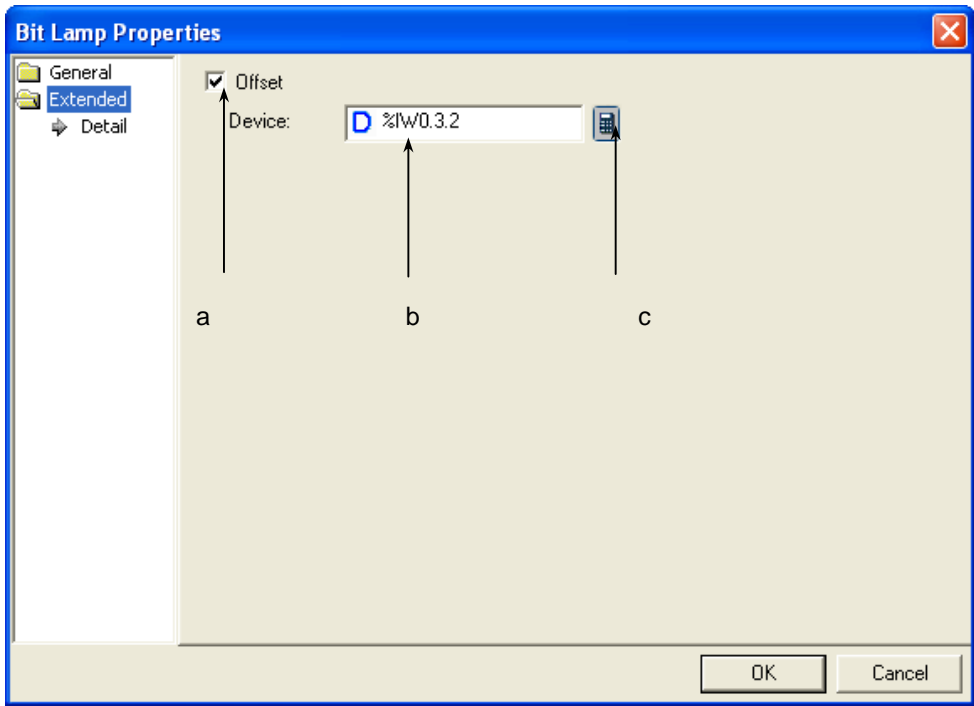 Bit Lamp Properties
General
Extended
Detail
Offset
Device:
D %IW0.3.2
a b c
OK Cancel